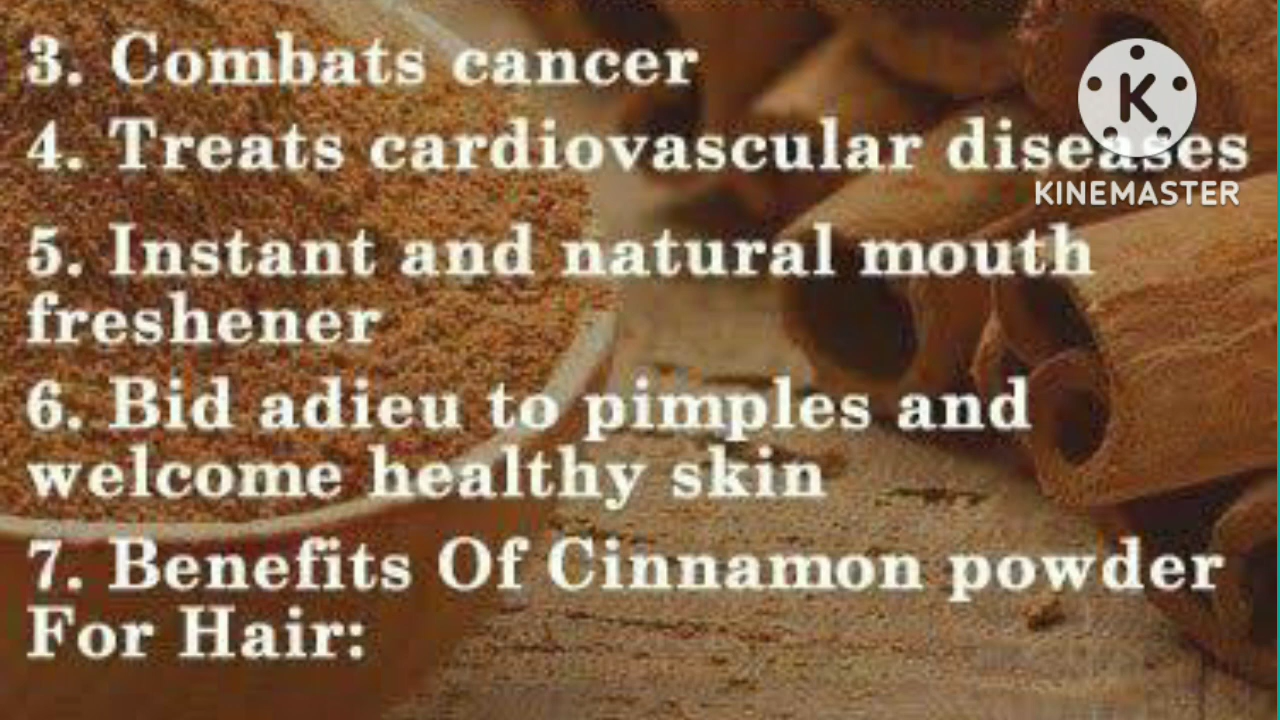 3. Combats cancer
4. Treats cardiovascular diseases
5. Instant and natural mouth
freshener
6. Bid adieu to pimples and
welcome healthy skin
7. Benefits Of Cinnamon powder
For Hair:
K
KINEMASTER